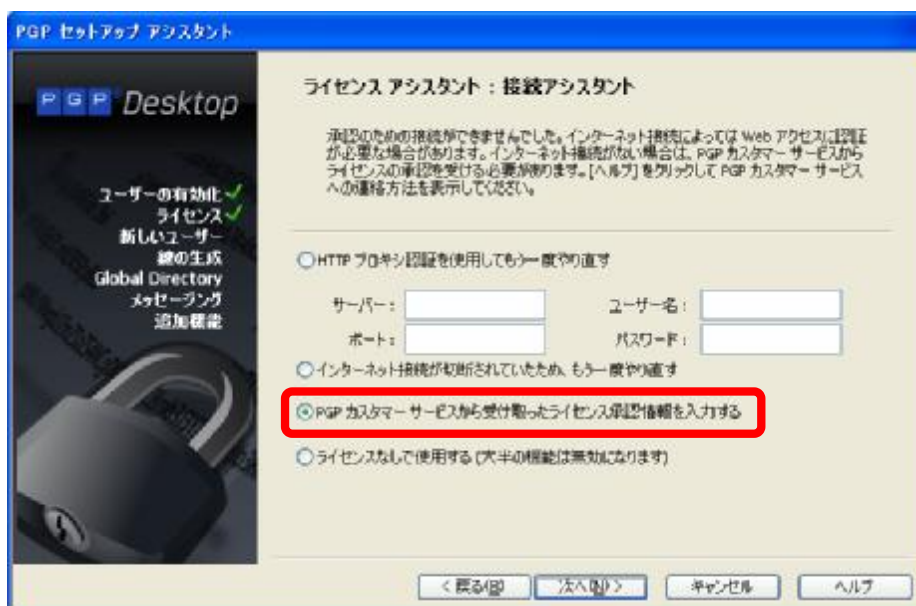 PGP セットアップ アシスタント
PGP Desktop
ユーザーの有効化
ライセンス
新しいユーザー
鍵の生成
Global Directory
メッセージング
追加機能
ライセンス アシスタント : 接続アシスタント
承認のための接続ができませんでした。インターネット接続によっては Web アクセスに認証
が必要な場合があります。インターネット接続がない場合は、PGP カスタマー サービスから
ライセンスの承認を受ける必要があります。[ヘルプ] をクリックして PGP カスタマー サービス
への連絡方法を表示してください。
HTTP プロキシ認証を使用してもう一度やり直す
サーバー :
ユーザー名 :
ポート :
パスワード :
インターネット接続が切断されていたため、もう一度やり直す
PGP カスタマー サービスから受け取ったライセンス承認情報を入力する
ライセンスなしで使用する (大半の機能は無効になります)
< 戻る(B)
次へ(N) >
キャンセル
ヘルプ